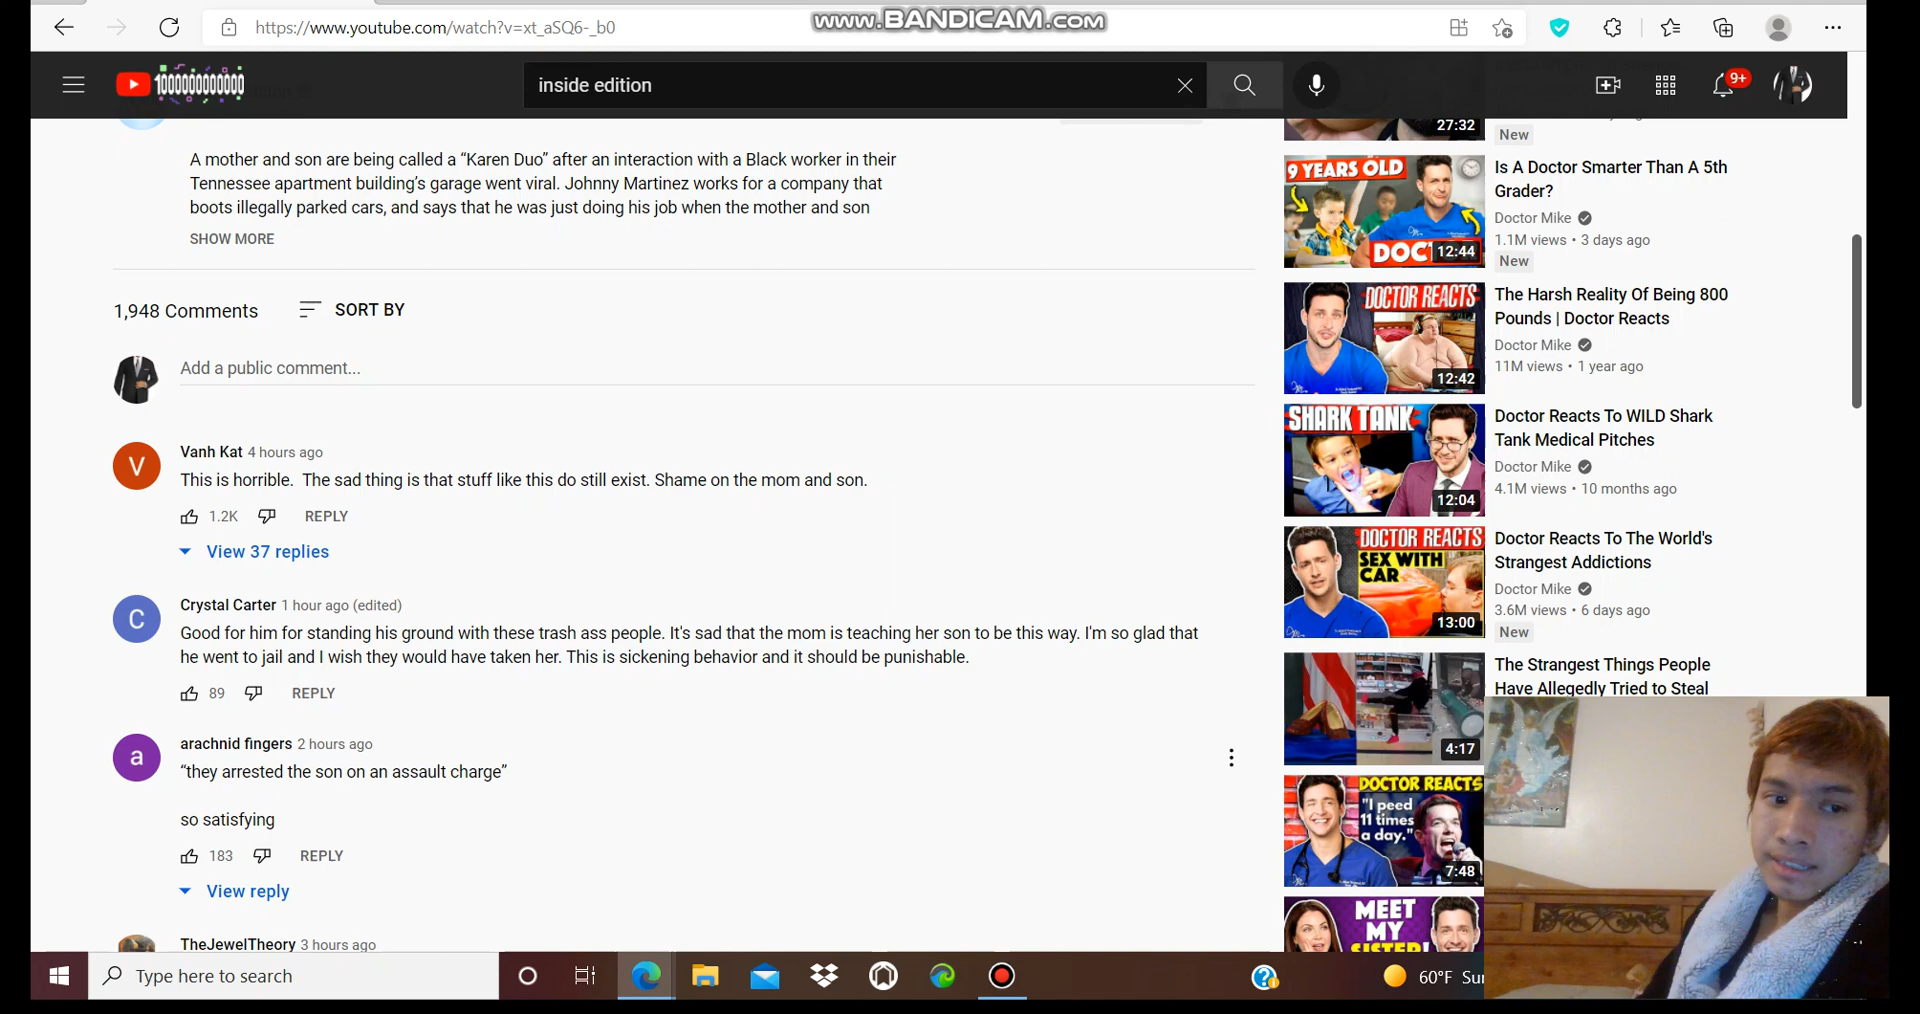 www.BANDICAM.com
https://www.youtube.com/watch?v=xt_aSQ6-_b0
1000000000000
inside edition
9+
A mother and son are being called a “Karen Duo” after an interaction with a Black worker in their
Tennessee apartment building’s garage went viral. Johnny Martinez works for a company that
boots illegally parked cars, and says that he was just doing his job when the mother and son
SHOW MORE
1,948 Comments
SORT BY
Add a public comment...
V
Vanh Kat 4 hours ago
This is horrible. The sad thing is that stuff like this do still exist. Shame on the mom and son.
1.2K REPLY
View 37 replies
C
Crystal Carter 1 hour ago (edited)
Good for him for standing his ground with these trash ass people. It's sad that the mom is teaching her son to be this way. I'm so glad that
he went to jail and I wish they would have taken her. This is sickening behavior and it should be punishable.
89 REPLY
a
arachnid fingers 2 hours ago
“they arrested the son on an assault charge”
so satisfying
183 REPLY
View reply
TheJewelTheory 3 hours ago
27:32
New
9 YEARS OLD
DOCT
12:44
Is A Doctor Smarter Than A 5th
Grader?
Doctor Mike
1.1M views • 3 days ago
New
DOCTOR REACTS
12:42
The Harsh Reality Of Being 800
Pounds | Doctor Reacts
Doctor Mike
11M views • 1 year ago
SHARK TANK
12:04
Doctor Reacts To WILD Shark
Tank Medical Pitches
Doctor Mike
4.1M views • 10 months ago
DOCTOR REACTS
SEX WITH
CAR
13:00
Doctor Reacts To The World's
Strangest Addictions
Doctor Mike
3.6M views • 6 days ago
New
4:17
The Strangest Things People
Have Allegedly Tried to Steal
DOCTOR REACTS
"I peed
11 times
a day."
7:48
MEET
MY
SISTER!
Type here to search
60°F Sun